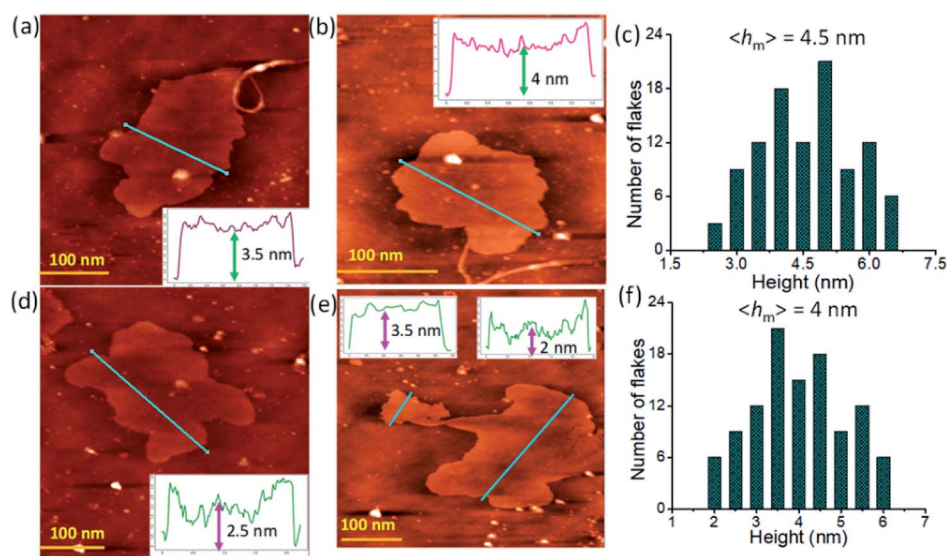 (a)
3.5 nm
100 nm
(b)
4 nm
100 nm
(c)
<hm> = 4.5 nm
Number of flakes
24
18
12
6
0
1.5 3.0 4.5 6.0 7.5
Height (nm)
(d)
2.5 nm
100 nm
(e)
3.5 nm
2 nm
100 nm
(f)
<hm> = 4 nm
Number of flakes
24
18
12
6
0
1 2 3 4 5 6 7
Height (nm)